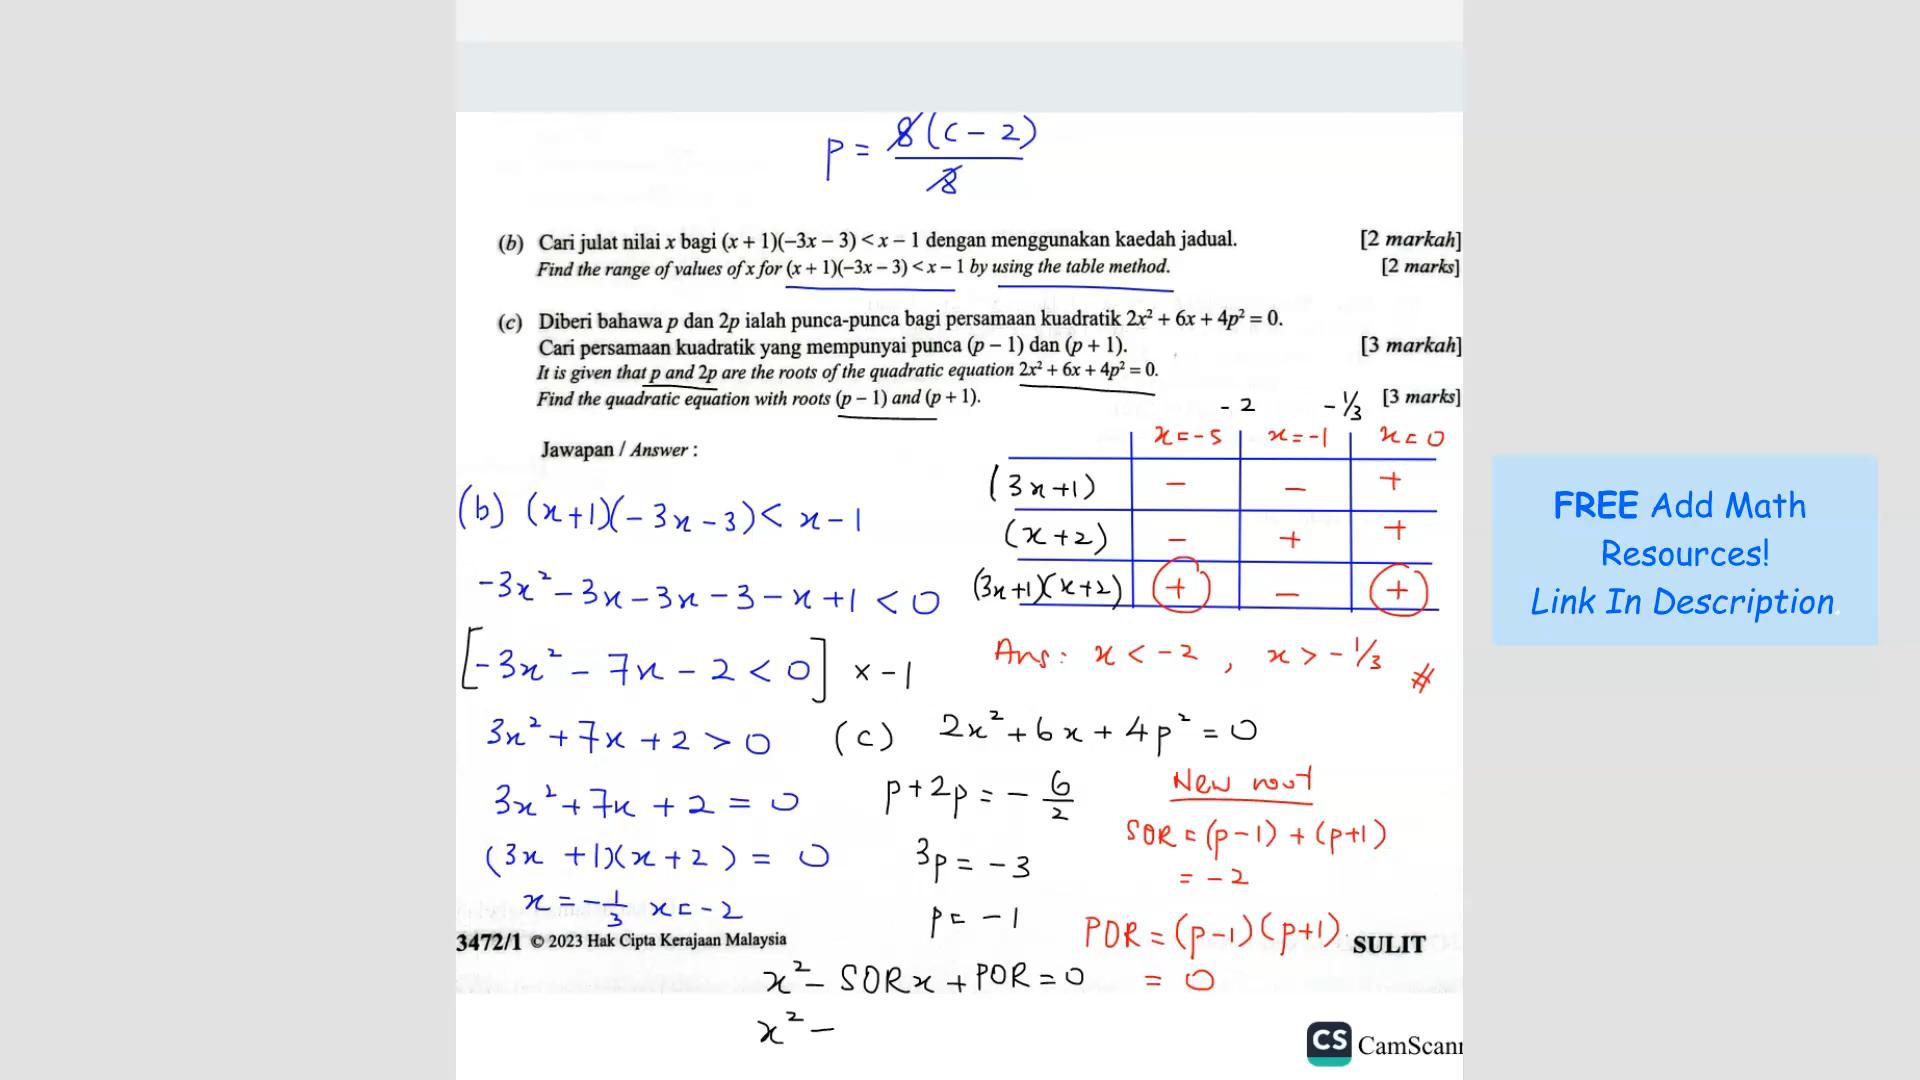 P = 8(c - 2)
8
(b) Cari julat nilai x bagi (x + 1)(–3x – 3) < x – 1 dengan menggunakan kaedah jadual. [2 markah]
Find the range of values of x for (x + 1)(–3x – 3) < x – 1 by using the table method. [2 marks]
(c) Diberi bahawa p dan 2p ialah punca-punca bagi persamaan kuadratik 2x² + 6x + 4p² = 0.
Cari persamaan kuadratik yang mempunyai punca (p – 1) dan (p + 1). [3 markah]
It is given that p and 2p are the roots of the quadratic equation 2x² + 6x + 4p² = 0.
Find the quadratic equation with roots (p – 1) and (p + 1). [3 marks]
Jawapan / Answer :
-2 -1/3
x = -5 x = -1 x = 0
(3x+1) - - +
(x+2) - + +
(3x+1)(x+2) + - +
Ans: x < -2 , x > -1/3 #
(b) (x+1)(-3x-3) < x-1
-3x² - 3x - 3x - 3 - x + 1 < 0
[-3x² - 7x - 2 < 0] x -1
3x² + 7x + 2 > 0
3x² + 7x + 2 = 0
(3x + 1)(x + 2) = 0
x = -1/3 x = -2
(c) 2x² + 6x + 4p² = 0
p + 2p = - 6/2
3p = -3
p = -1
New root
SOR = (p-1) + (p+1)
= -2
POR = (p-1)(p+1)
= 0
3472/1 © 2023 Hak Cipta Kerajaan Malaysia SULIT
x² - SORx + POR = 0
x² -
CS CamScann
FREE Add Math
Resources!
Link In Description.